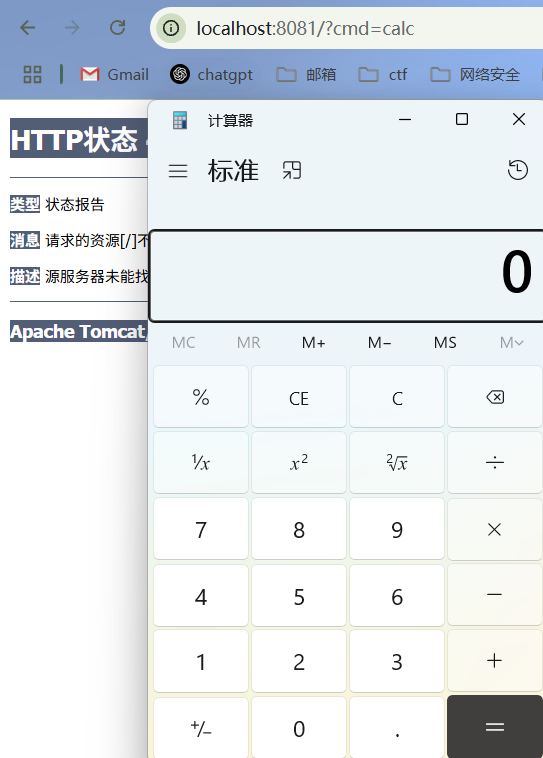 localhost:8081/?cmd=calc
Gmail chatgpt 邮箱 ctf 网络安全
计算器
HTTP状态
标准
类型 状态报告
消息 请求的资源[/]不
描述 源服务器未能找
0
Apache Tomcat/
MC MR M+ M− MS M
% CE C
¹/x x² ²√x ÷
7 8 9 ×
4 5 6 −
1 2 3 +
+/− 0 . =